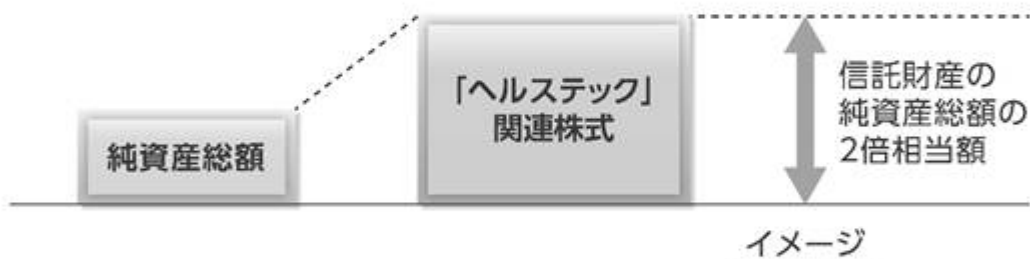 純資産総額
「ヘルステック」
関連株式
信託財産の
純資産総額の
2倍相当額
イメージ